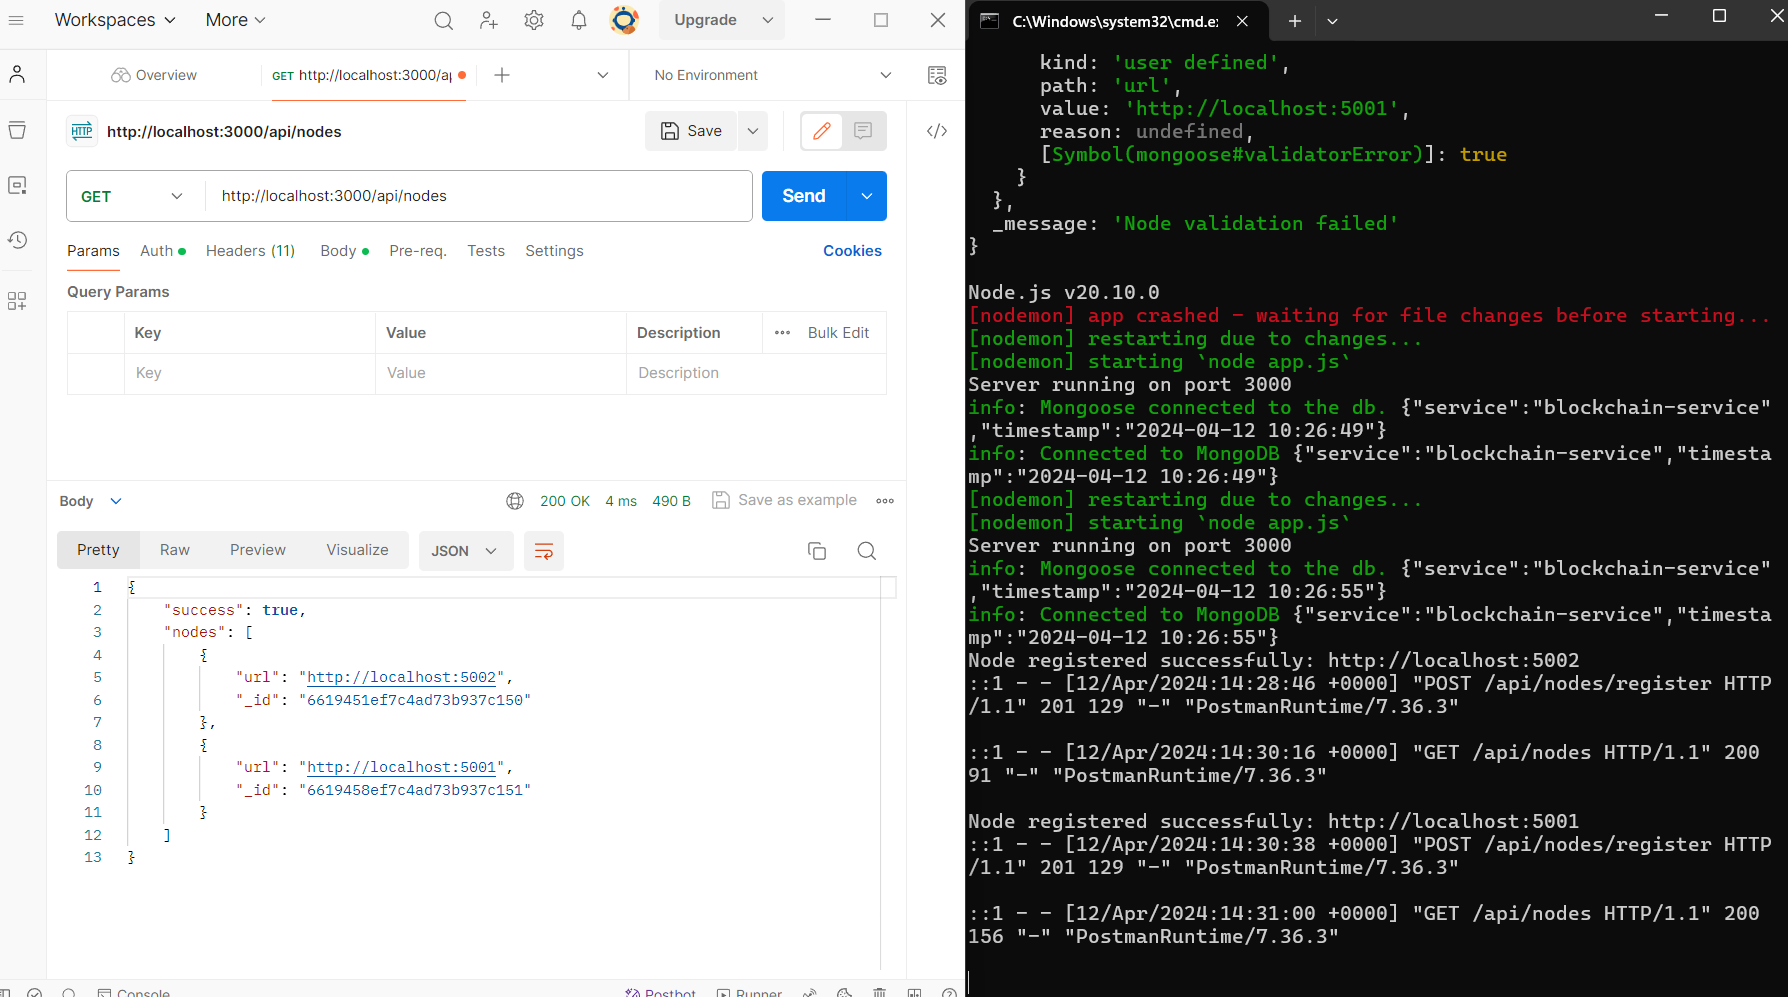 Workspaces
More
Upgrade
Overview
GET http://localhost:3000/ap
No Environment
HTTP
http://localhost:3000/api/nodes
Save
GET
http://localhost:3000/api/nodes
Send
Params
Auth
Headers (11)
Body
Pre-req.
Tests
Settings
Cookies
Query Params
Key
Value
Description
Bulk Edit
Key
Value
Description
Body
200 OK
4 ms
490 B
Save as example
Pretty
Raw
Preview
Visualize
JSON
1 {
2 "success": true,
3 "nodes": [
4 {
5 "url": "http://localhost:5002",
6 "_id": "6619451ef7c4ad73b937c150"
7 },
8 {
9 "url": "http://localhost:5001",
10 "_id": "6619458ef7c4ad73b937c151"
11 }
12 ]
13 }
Console
Postbot
Runner
C:\Windows\system32\cmd.ex
kind: 'user defined',
path: 'url',
value: 'http://localhost:5001',
reason: undefined,
[Symbol(mongoose#validatorError)]: true
}
},
_message: 'Node validation failed'
}
Node.js v20.10.0
[nodemon] app crashed - waiting for file changes before starting...
[nodemon] restarting due to changes...
[nodemon] starting `node app.js`
Server running on port 3000
info: Mongoose connected to the db. {"service":"blockchain-service"
,"timestamp":"2024-04-12 10:26:49"}
info: Connected to MongoDB {"service":"blockchain-service","timesta
mp":"2024-04-12 10:26:49"}
[nodemon] restarting due to changes...
[nodemon] starting `node app.js`
Server running on port 3000
info: Mongoose connected to the db. {"service":"blockchain-service"
,"timestamp":"2024-04-12 10:26:55"}
info: Connected to MongoDB {"service":"blockchain-service","timesta
mp":"2024-04-12 10:26:55"}
Node registered successfully: http://localhost:5002
::1 - - [12/Apr/2024:14:28:46 +0000] "POST /api/nodes/register HTTP
/1.1" 201 129 "-" "PostmanRuntime/7.36.3"
::1 - - [12/Apr/2024:14:30:16 +0000] "GET /api/nodes HTTP/1.1" 200
91 "-" "PostmanRuntime/7.36.3"
Node registered successfully: http://localhost:5001
::1 - - [12/Apr/2024:14:30:38 +0000] "POST /api/nodes/register HTTP
/1.1" 201 129 "-" "PostmanRuntime/7.36.3"
::1 - - [12/Apr/2024:14:31:00 +0000] "GET /api/nodes HTTP/1.1" 200
156 "-" "PostmanRuntime/7.36.3"